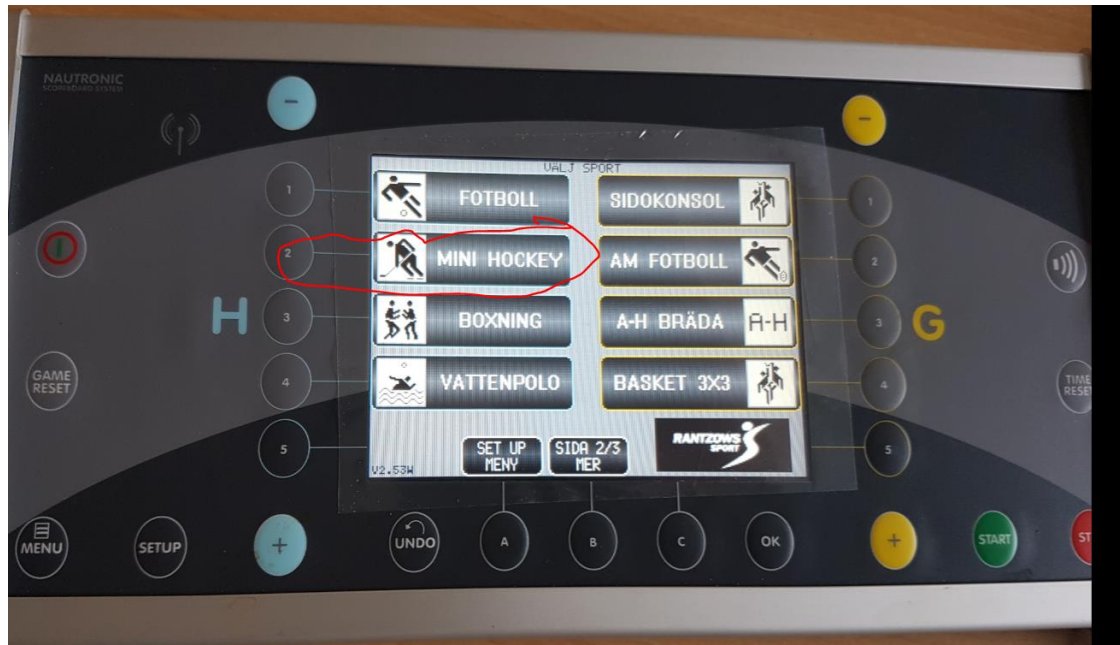 NAUTRONIC
SCOREBOARD SYSTEM
VÄLJ SPORT
1
FOTBOLL
SIDOKONSOL
1
2
MINI HOCKEY
AM FOTBOLL
2
H
3
BOXNING
A-H BRÄDA
A-H
3
G
GAME
RESET
4
VATTENPOLO
BASKET 3X3
4
TIME
RESE
5
SET UP
MENY
SIDA 2/3
MER
RANTZOWS
SPORT
5
V2.53W
MENU
SETUP
+
UNDO
A
B
C
OK
+
START
ST